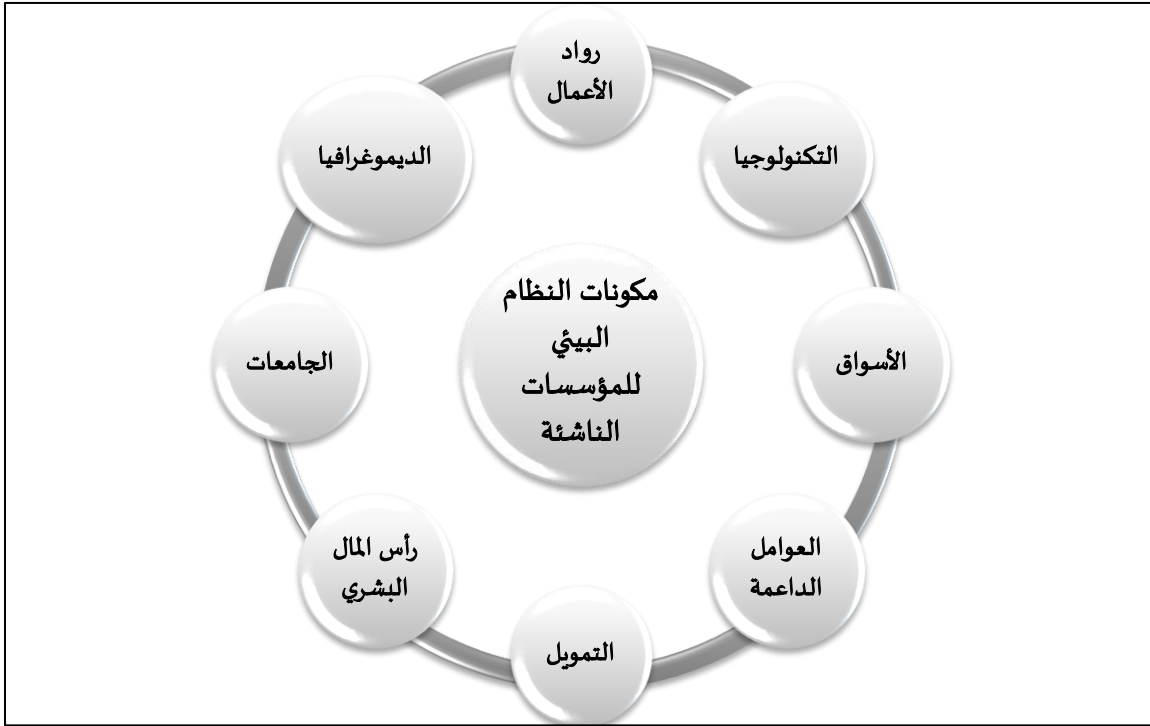 رواد
الأعمال
التكنولوجيا
الأسواق
العوامل
الداعمة
التمويل
رأس المال
البشري
الجامعات
الديموغرافيا
مكونات النظام
البيئي
للمؤسسات
الناشئة